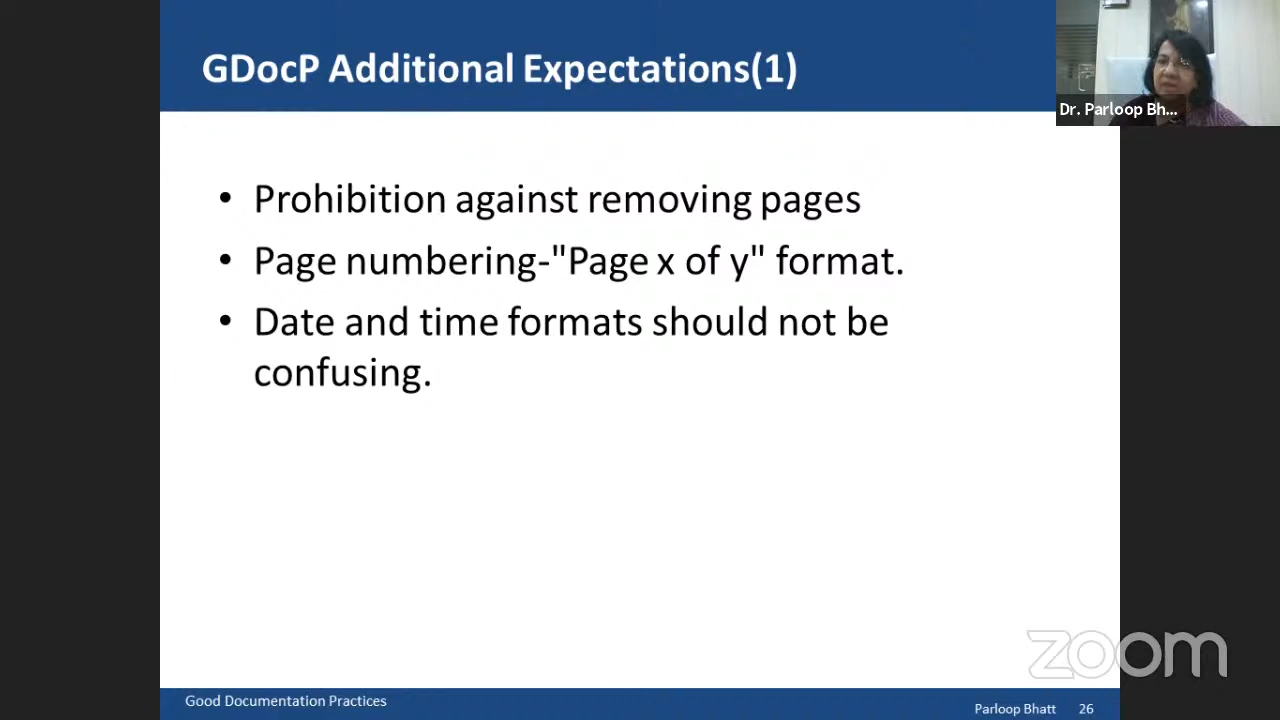 GDocP Additional Expectations(1)
Dr. Parloop Bh...
• Prohibition against removing pages
• Page numbering-"Page x of y" format.
• Date and time formats should not be
confusing.
zoom
Good Documentation Practices
Parloop Bhatt 26